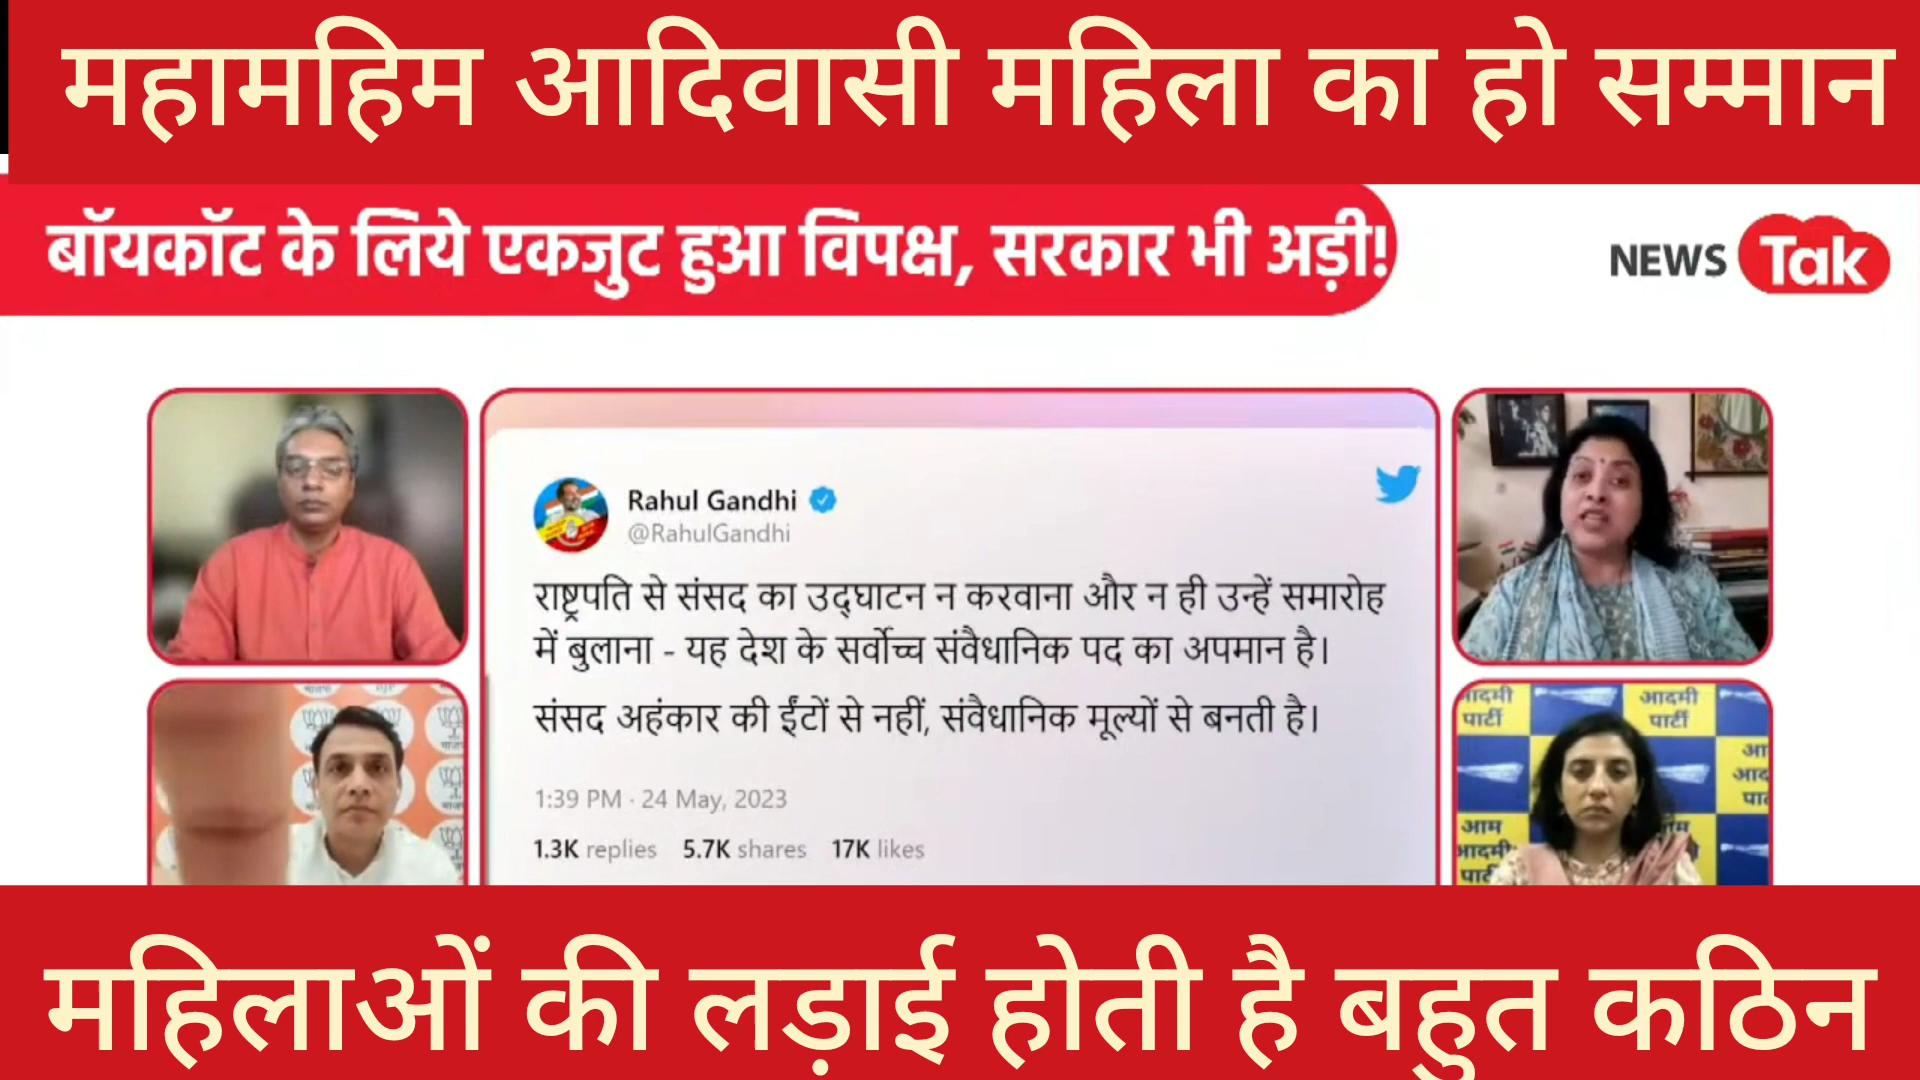 महामहिम आदिवासी महिला का हो सम्मान
बॉयकॉट के लिये एकजुट हुआ विपक्ष, सरकार भी अड़ी!
NEWS Tak
Rahul Gandhi
@RahulGandhi
राष्ट्रपति से संसद का उद्घाटन न करवाना और न ही उन्हें समारोह
में बुलाना - यह देश के सर्वोच्च संवैधानिक पद का अपमान है।
संसद अहंकार की ईंटों से नहीं, संवैधानिक मूल्यों से बनती है।
1:39 PM · 24 May, 2023
1.3K replies 5.7K shares 17K likes
आदमी
पार्टी
आदमी
पार्टी
आम
आदमी
महिलाओं की लड़ाई होती है बहुत कठिन